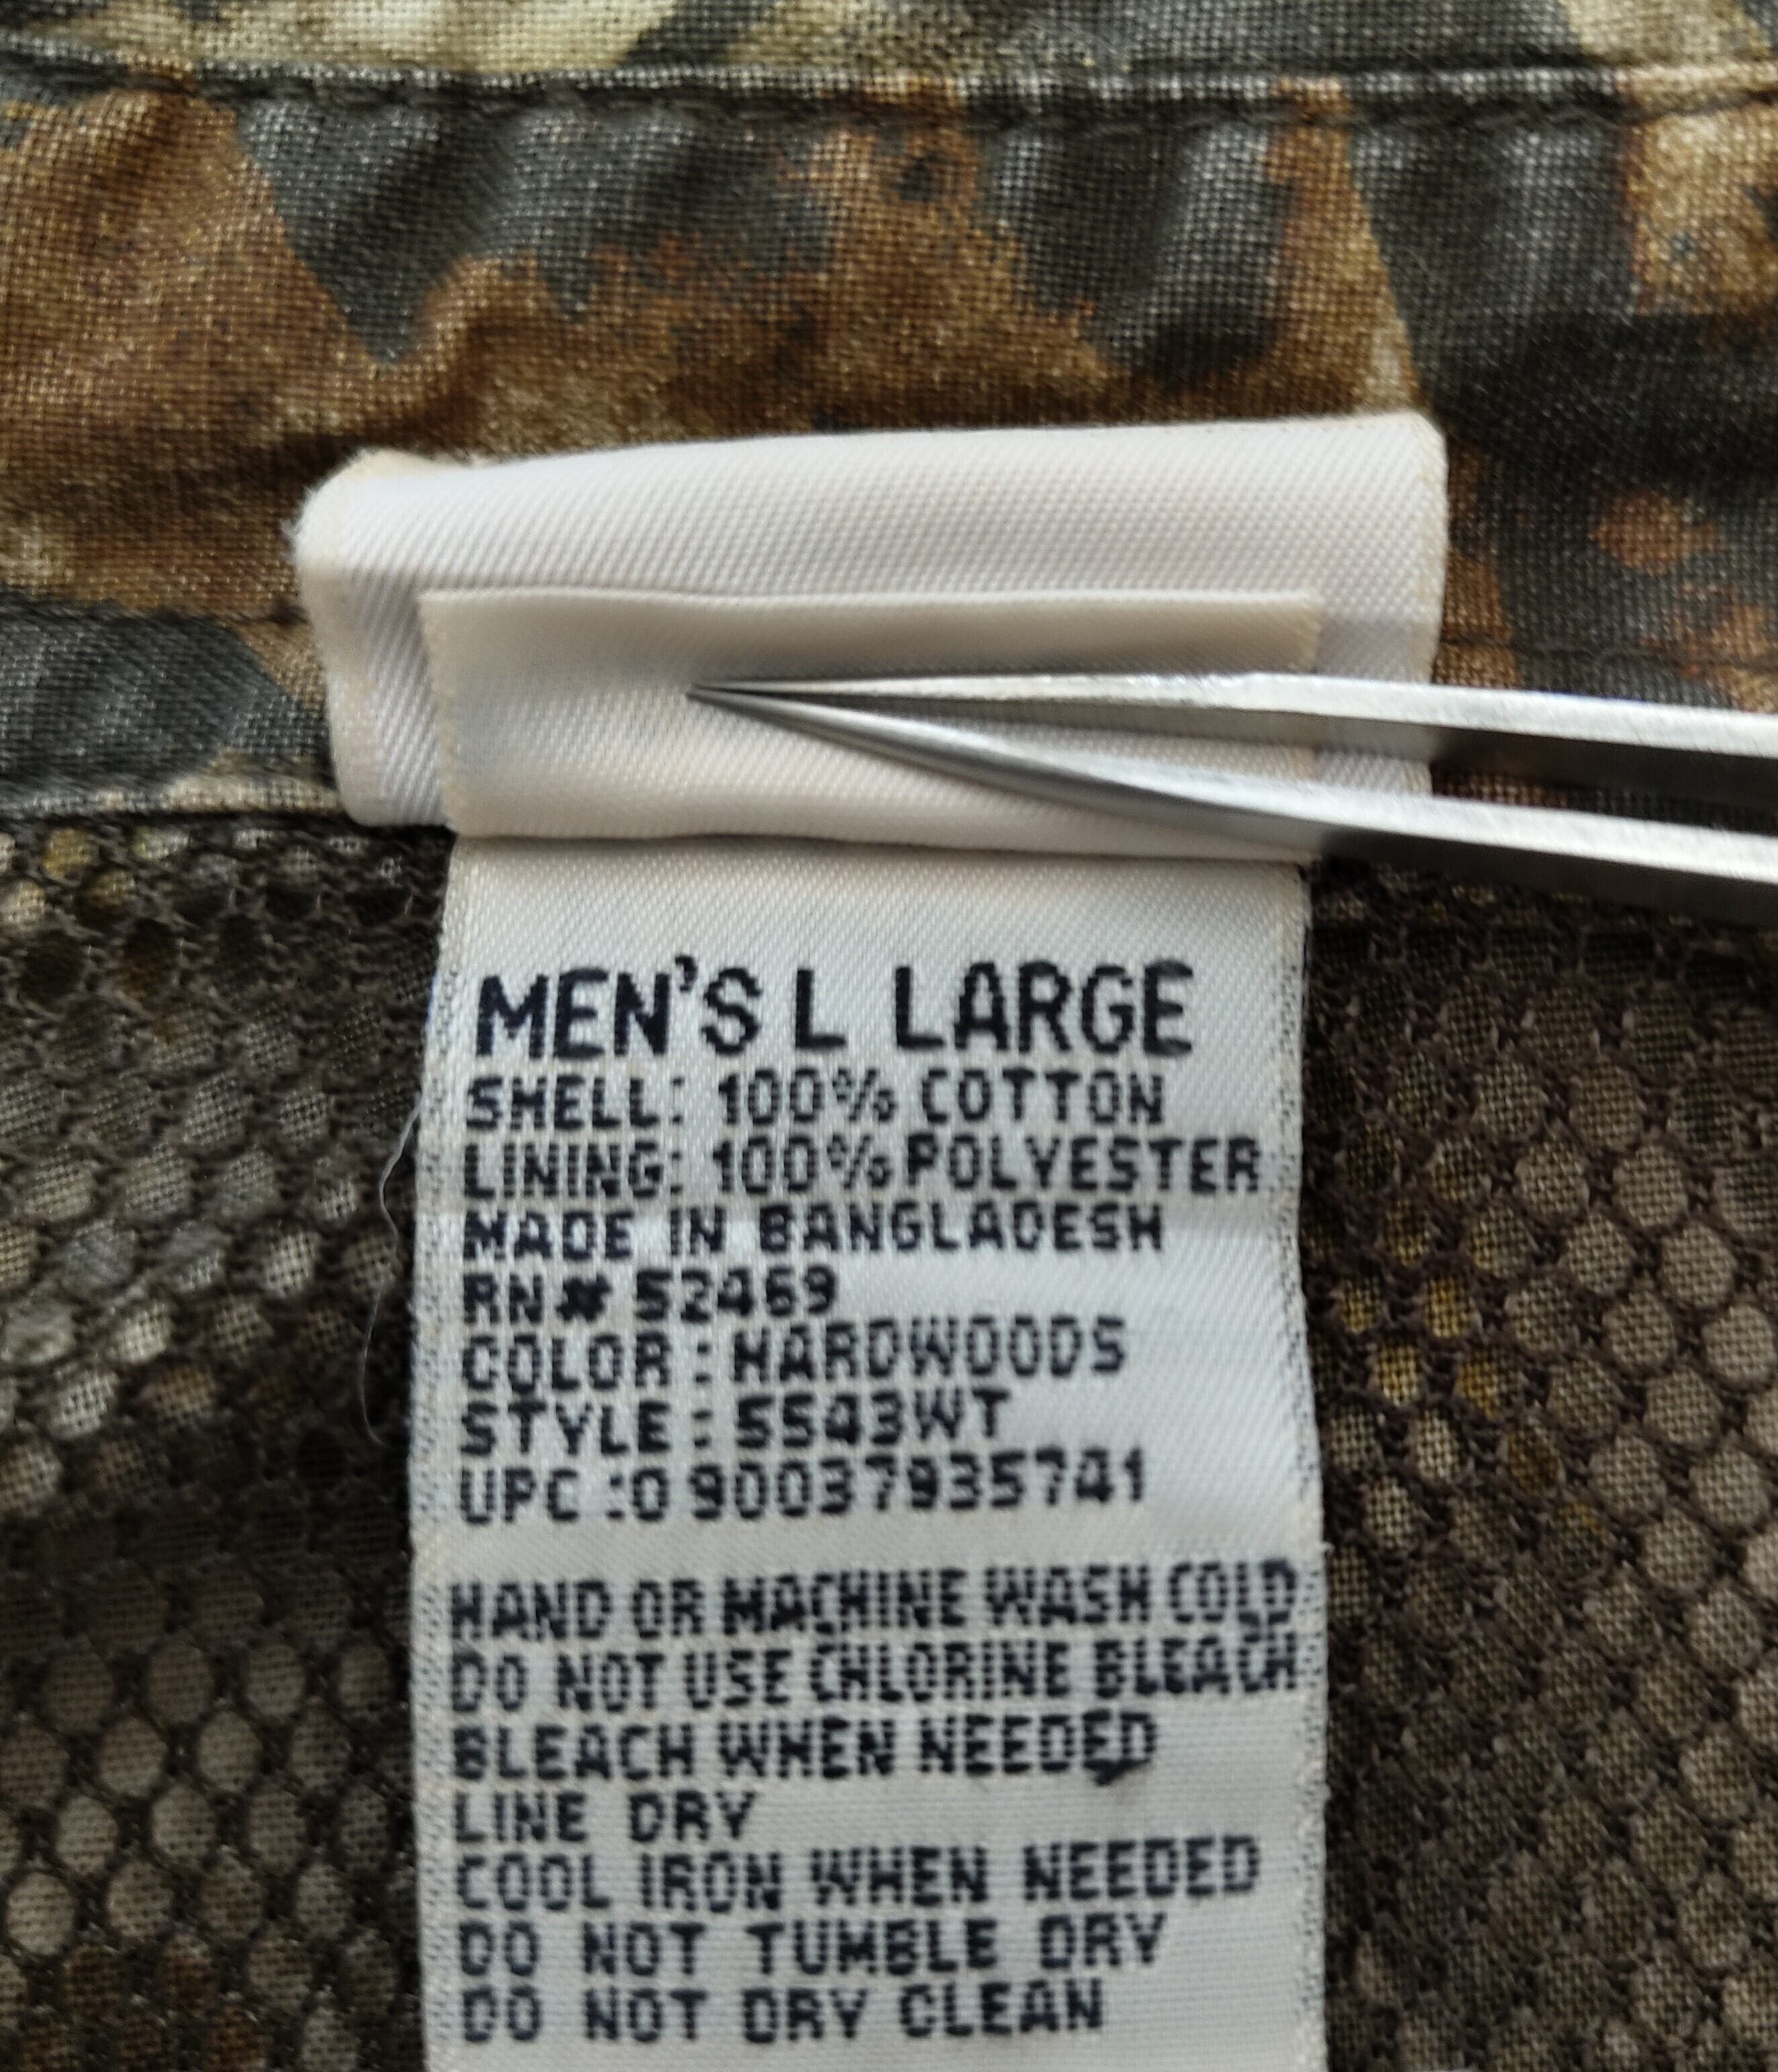 MEN'S L LARGE
SHELL: 100% COTTON
LINING: 100% POLYESTER
MADE IN BANGLADESH
RN# 52469
COLOR : HARDWOODS
STYLE : 5543WT
UPC :0 90037935741
HAND OR MACHINE WASH COLD
DO NOT USE CHLORINE BLEACH
BLEACH WHEN NEEDED
LINE DRY
COOL IRON WHEN NEEDED
DO NOT TUMBLE DRY
DO NOT DRY CLEAN